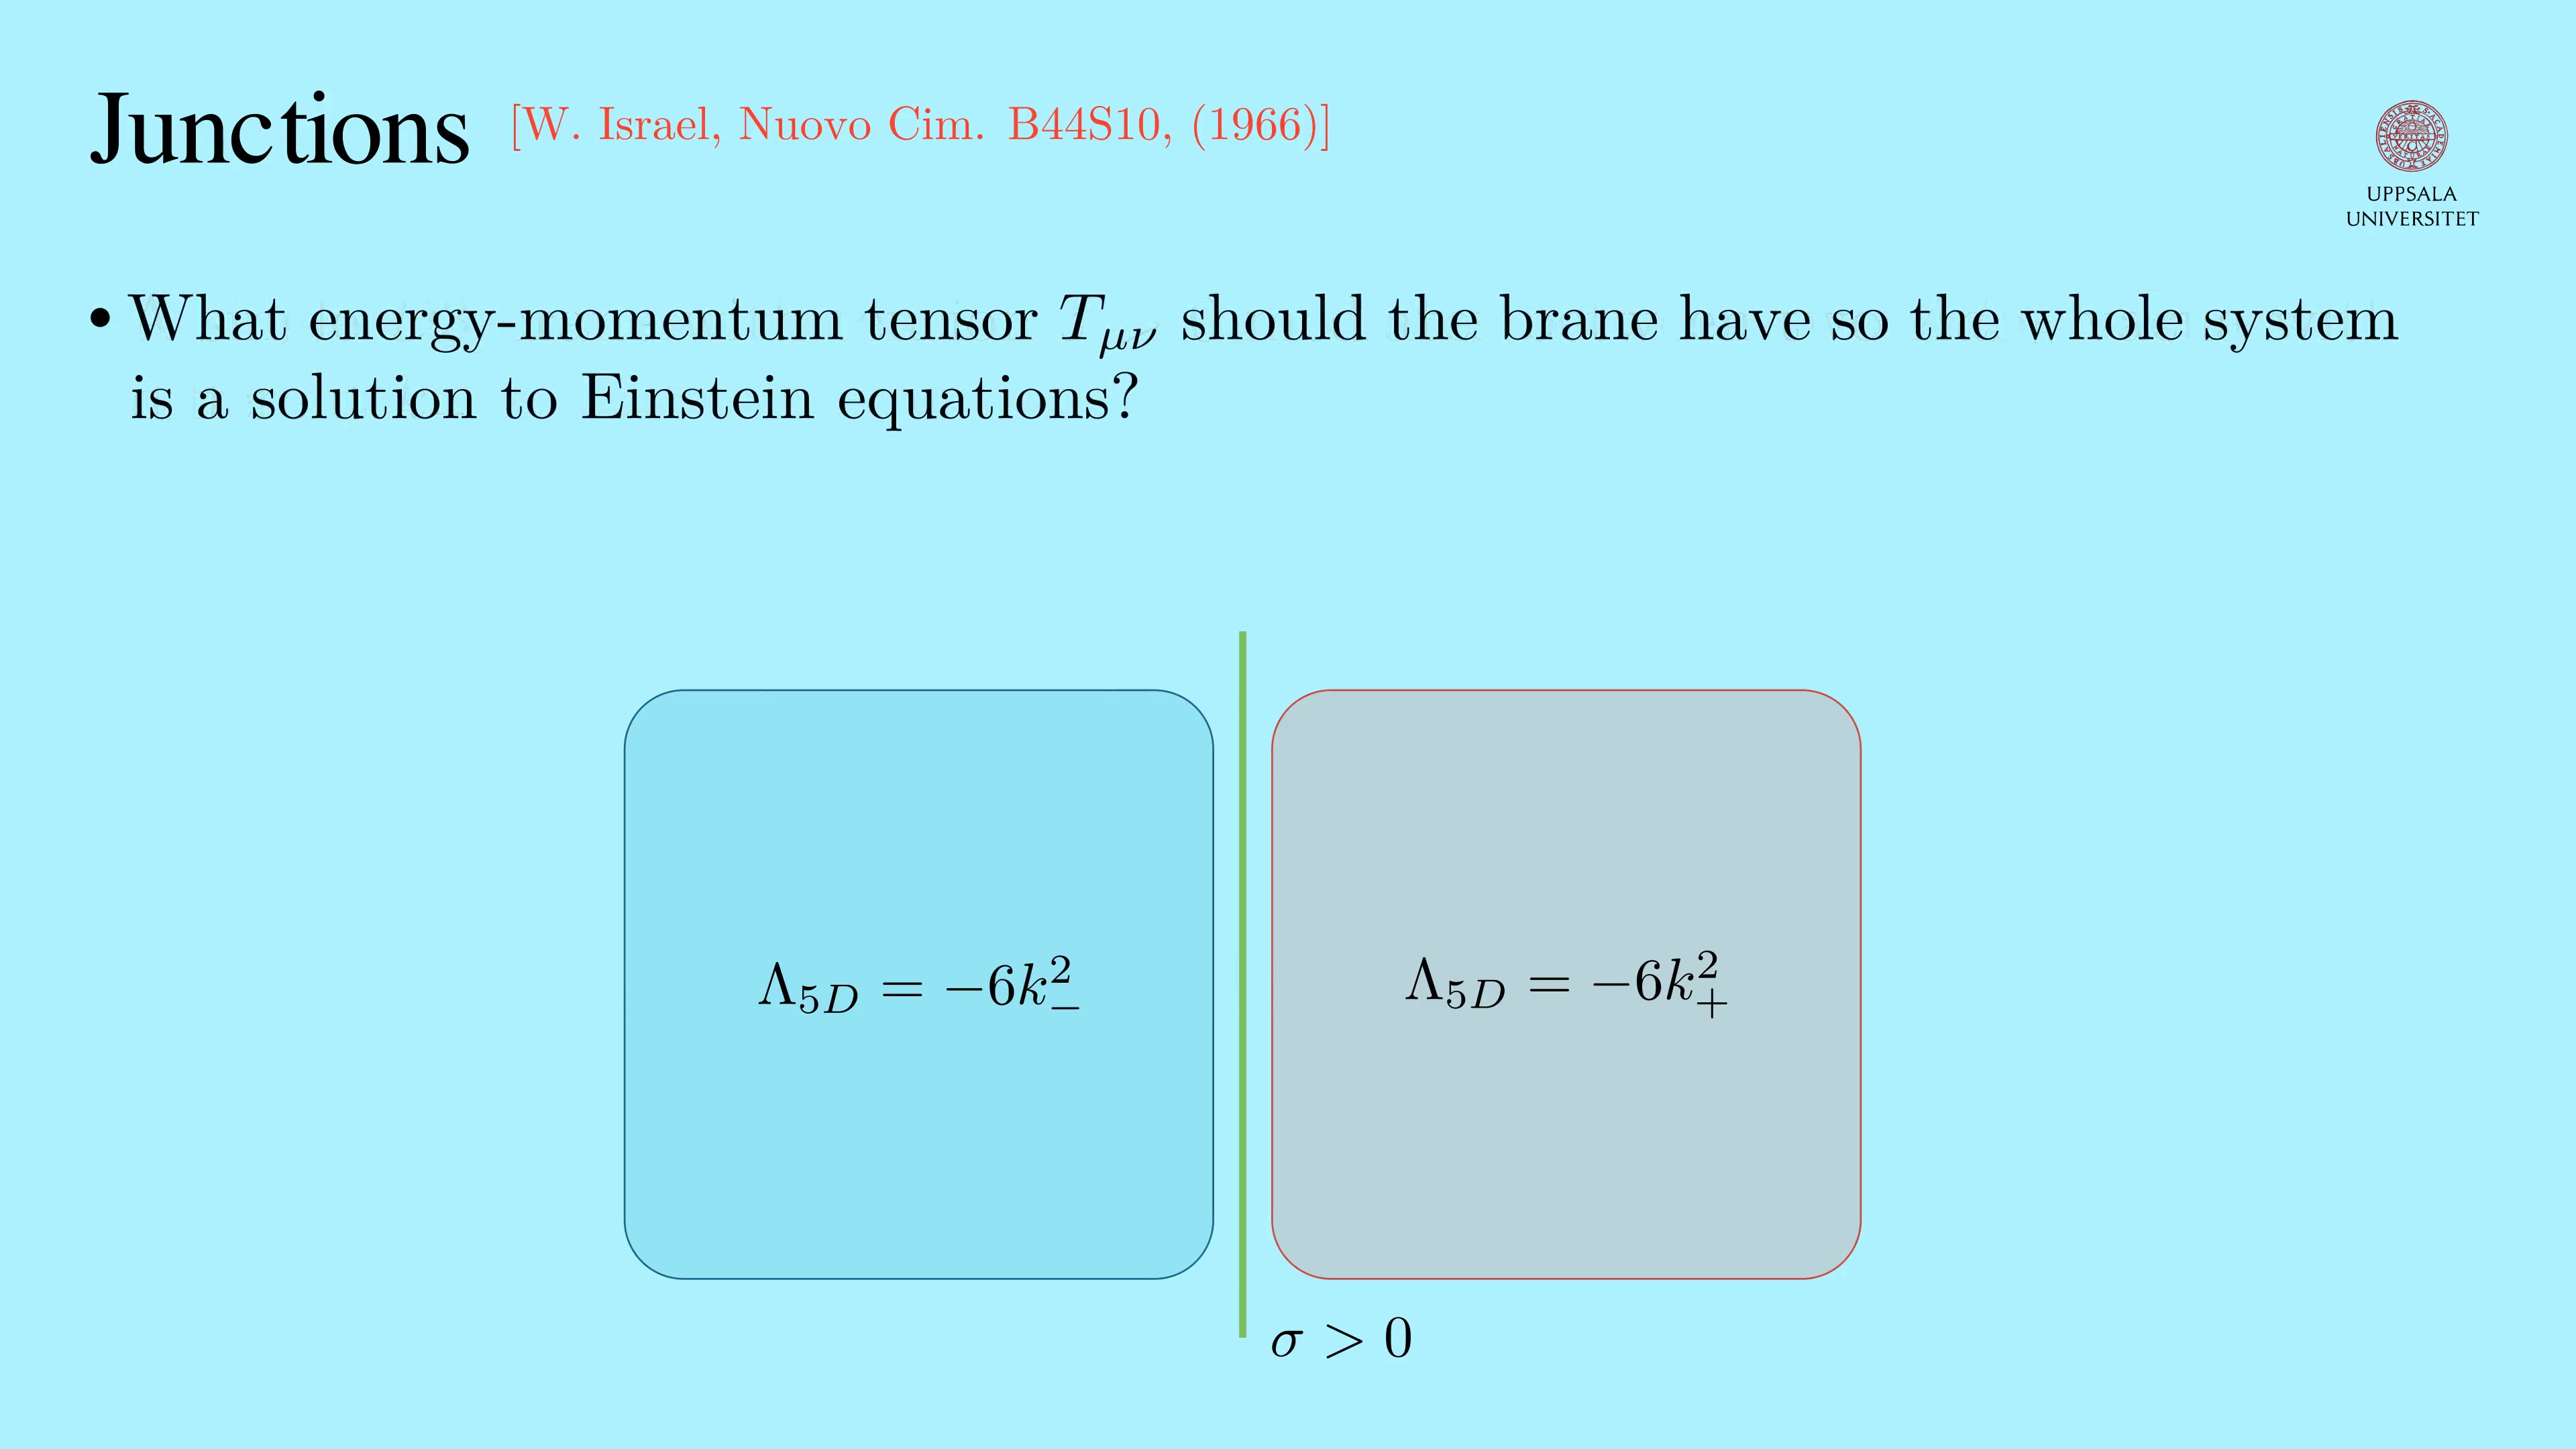 Junctions [W. Israel, Nuovo Cim. B44S10, (1966)]
UPPSALA
UNIVERSITET
• What energy-momentum tensor $T_{\mu\nu}$ should the brane have so the whole system
is a solution to Einstein equations?
$\Lambda_{5D} = -6k_-^2$
$\Lambda_{5D} = -6k_+^2$
$\sigma > 0$